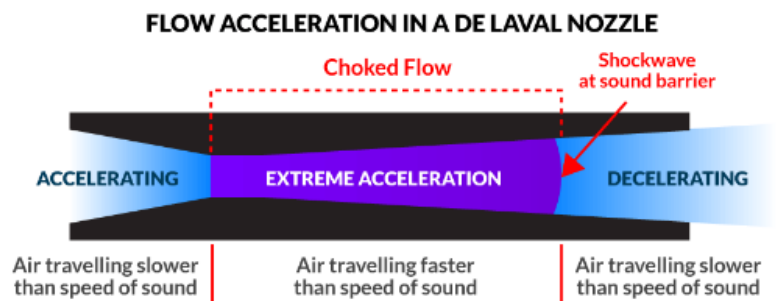 FLOW ACCELERATION IN A DE LAVAL NOZZLE
Choked Flow
Shockwave
at sound barrier
ACCELERATING
EXTREME ACCELERATION
DECELERATING
Air travelling slower
than speed of sound
Air travelling faster
than speed of sound
Air travelling slower
than speed of sound